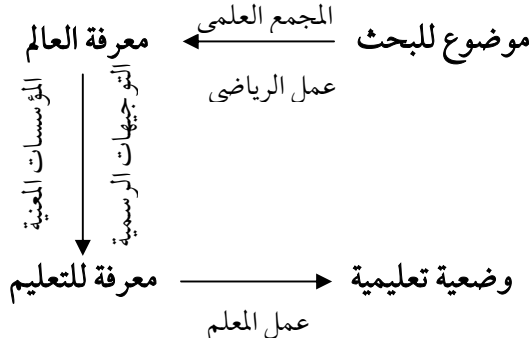 المجمع العلمي
موضوع للبحث
معرفة العالم
عمل الرياضي
التوجيهات الرسمية
المؤسسات المعنية
وضعية تعليمية
معرفة للتعليم
عمل المعلم